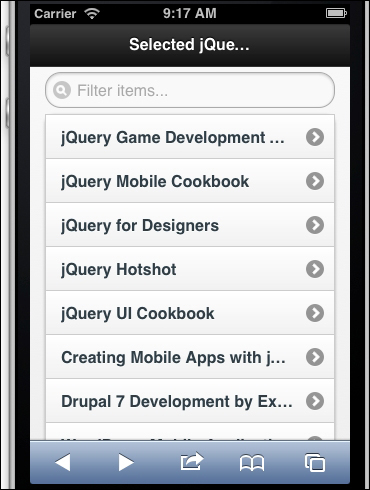 Carrier 9:17 AM
Selected jQue...
Filter items...
jQuery Game Development ...
jQuery Mobile Cookbook
jQuery for Designers
jQuery Hotshot
jQuery UI Cookbook
Creating Mobile Apps with j...
Drupal 7 Development by Ex...